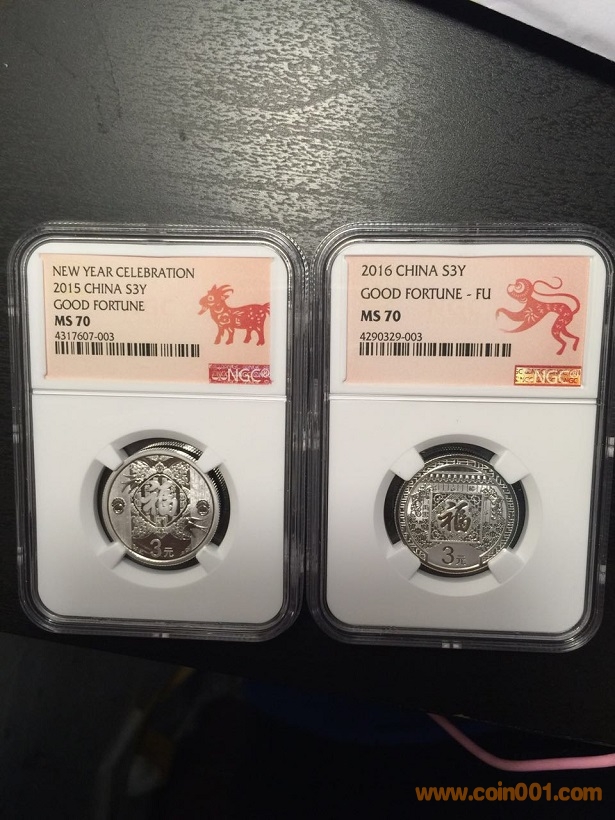 NEW YEAR CELEBRATION
2015 CHINA S3Y
GOOD FORTUNE
MS 70
4317607-003
NGC
福
3元
2016 CHINA S3Y
GOOD FORTUNE - FU
MS 70
4290329-003
NGC
NGC
福
3元
www.coin001.com